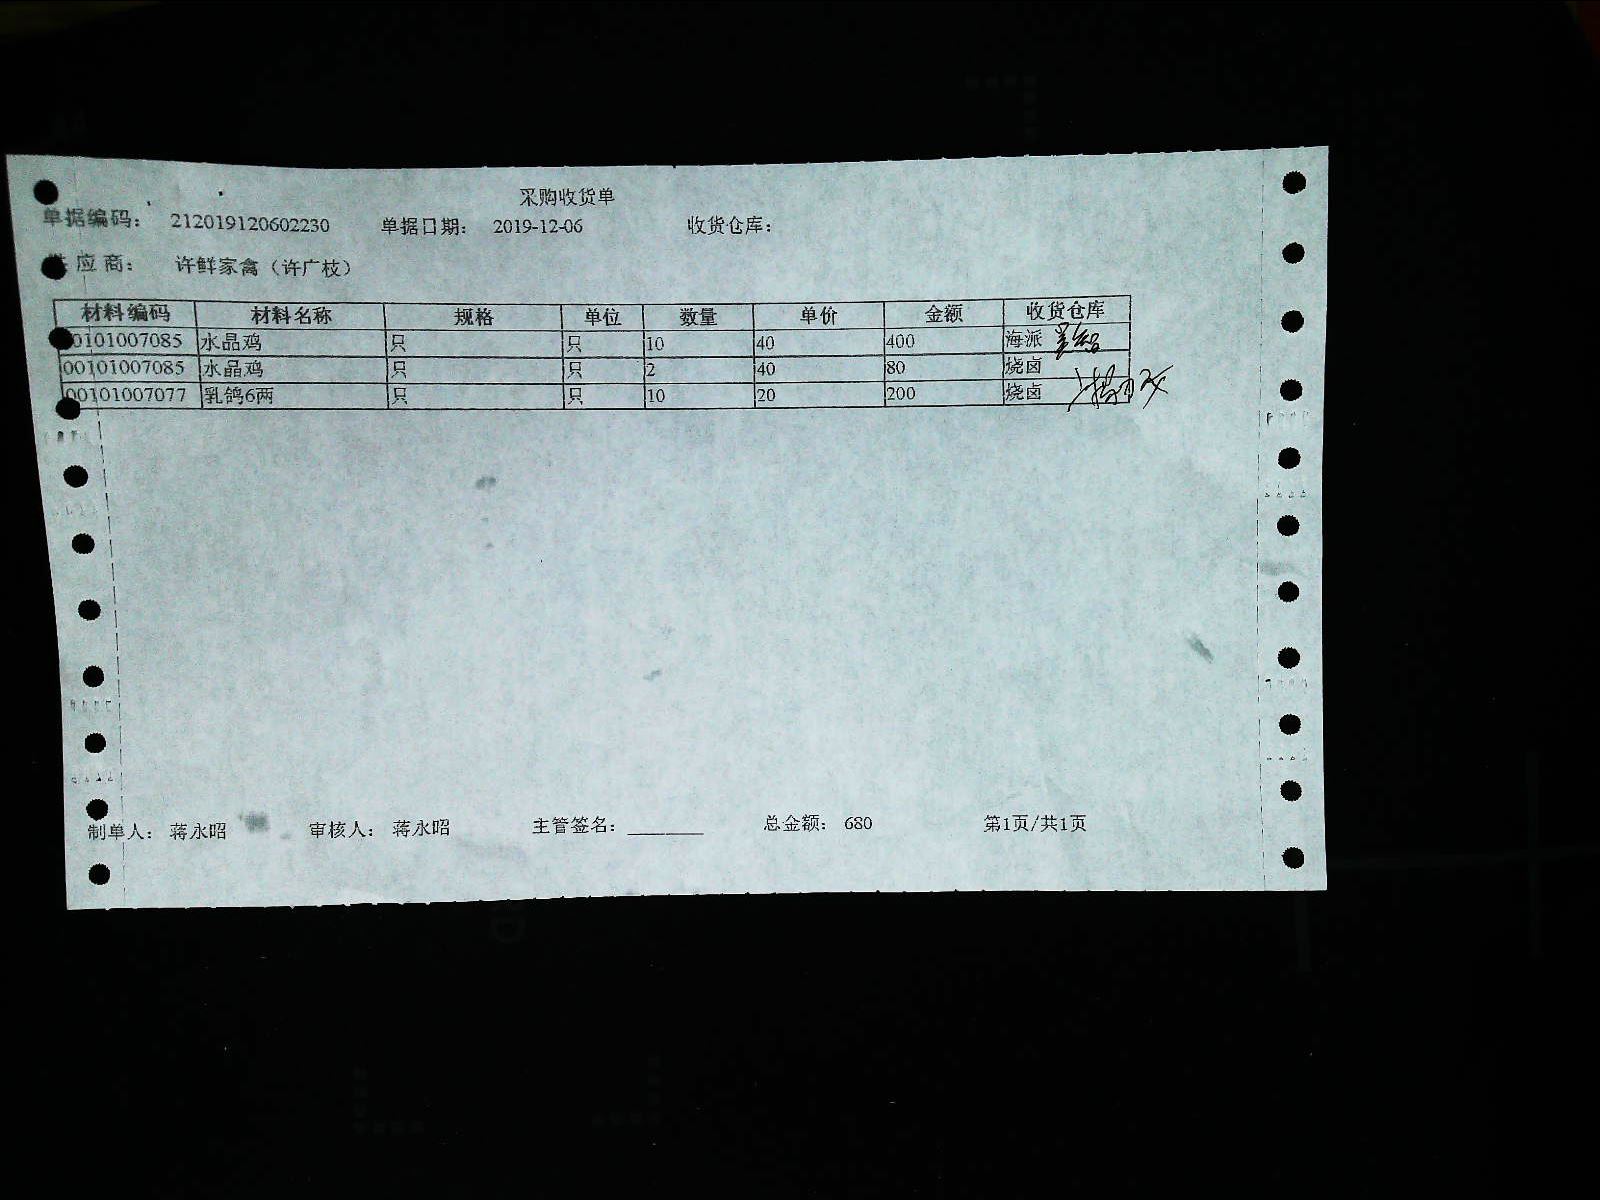 采购收货单
单据编码： 212019120602230 单据日期： 2019-12-06 收货仓库：
供应商： 许鲜家禽（许广枝）
材料编码 材料名称 规格 单位 数量 单价 金额 收货仓库
00101007085 水晶鸡 只 只 10 40 400 海派
00101007085 水晶鸡 只 只 2 40 80 烧卤
00101007077 乳鸽6两 只 只 10 20 200 烧卤
制单人： 蒋永昭 审核人： 蒋永昭 主管签名：________ 总金额： 680 第1页/共1页